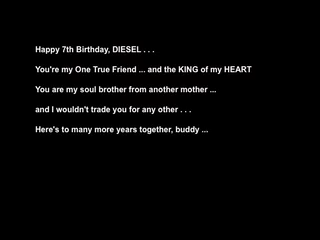 Happy 7th Birthday, DIESEL . . .
You're my One True Friend ... and the KING of my HEART
You are my soul brother from another mother ...
and I wouldn't trade you for any other . . .
Here's to many more years together, buddy ...